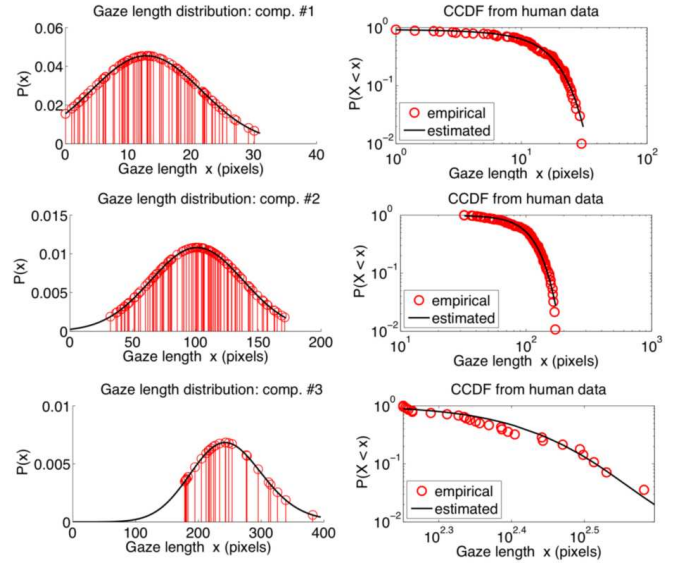 Gaze length distribution: comp. #1
CCDF from human data
0.06
0.04
0.02
0
P(x)
0 10 20 30 40
Gaze length x (pixels)
10^0
10^-1
10^-2
P(X < x)
empirical
estimated
10^0 10^1 10^2
Gaze length x (pixels)
Gaze length distribution: comp. #2
CCDF from human data
0.015
0.01
0.005
0
P(x)
0 50 100 150 200
Gaze length x (pixels)
10^0
10^-1
10^-2
P(X < x)
empirical
estimated
10^1 10^2 10^3
Gaze length x (pixels)
Gaze length distribution: comp. #3
CCDF from human data
0.01
0.005
0
P(x)
0 100 200 300 400
Gaze length x (pixels)
10^0
10^-1
10^-2
P(X < x)
empirical
estimated
10^2.3 10^2.4 10^2.5
Gaze length x (pixels)